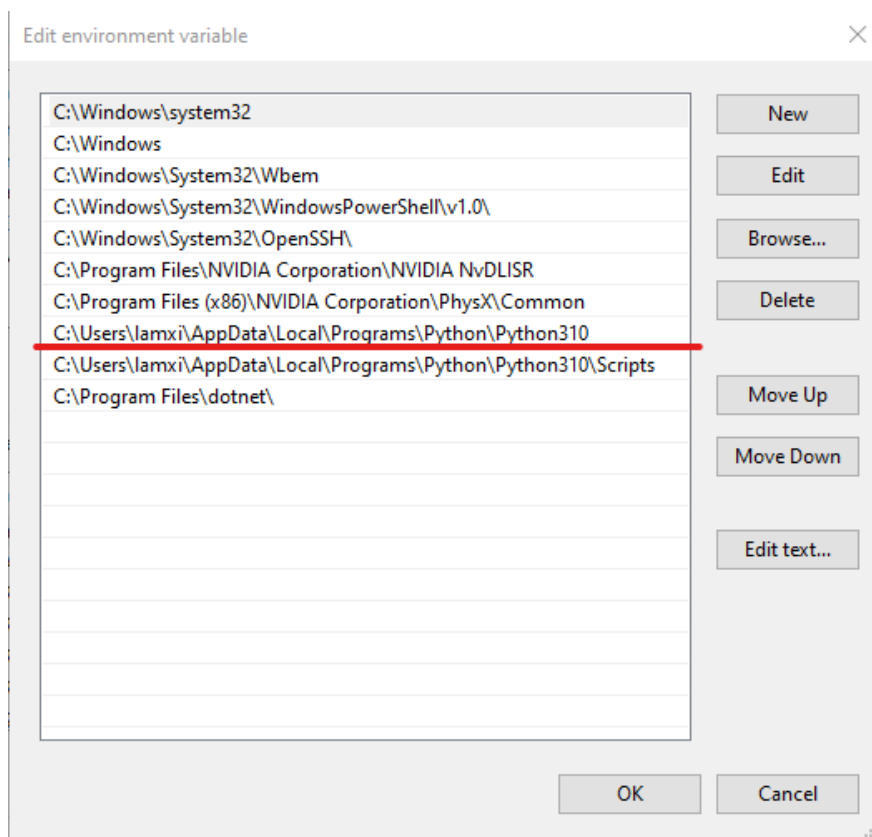 Edit environment variable
C:\Windows\system32
C:\Windows
C:\Windows\System32\Wbem
C:\Windows\System32\WindowsPowerShell\v1.0\
C:\Windows\System32\OpenSSH\
C:\Program Files\NVIDIA Corporation\NVIDIA NvDLISR
C:\Program Files (x86)\NVIDIA Corporation\PhysX\Common
C:\Users\lamxi\AppData\Local\Programs\Python\Python310
C:\Users\lamxi\AppData\Local\Programs\Python\Python310\Scripts
C:\Program Files\dotnet\
New
Edit
Browse...
Delete
Move Up
Move Down
Edit text...
OK
Cancel